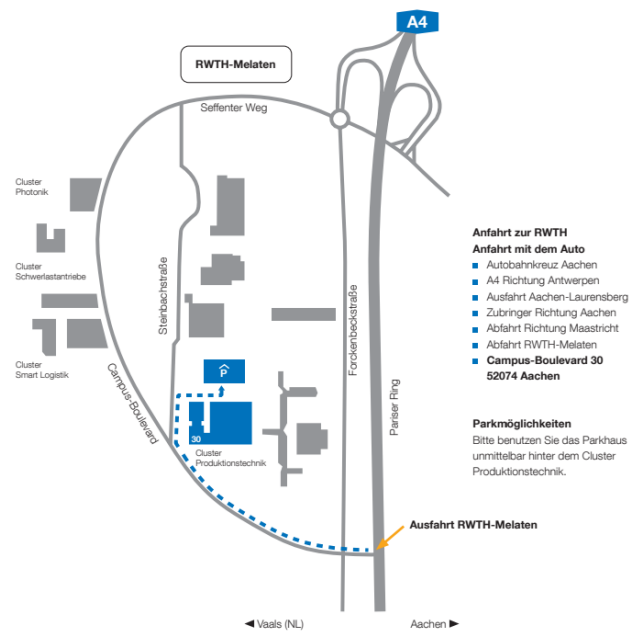 A4
RWTH-Melaten
Seffenter Weg
Cluster
Photonik
Cluster
Schwerlastantriebe
Cluster
Smart Logistik
Steinbachstraße
Campus-Boulevard
Forckenbeckstraße
Pariser Ring
P
30
Cluster
Produktionstechnik
Anfahrt zur RWTH
Anfahrt mit dem Auto
Autobahnkreuz Aachen
A4 Richtung Antwerpen
Ausfahrt Aachen-Laurensberg
Zubringer Richtung Aachen
Abfahrt Richtung Maastricht
Abfahrt RWTH-Melaten
Campus-Boulevard 30
52074 Aachen
Parkmöglichkeiten
Bitte benutzen Sie das Parkhaus
unmittelbar hinter dem Cluster
Produktionstechnik.
Ausfahrt RWTH-Melaten
◄ Vaals (NL)
Aachen ►